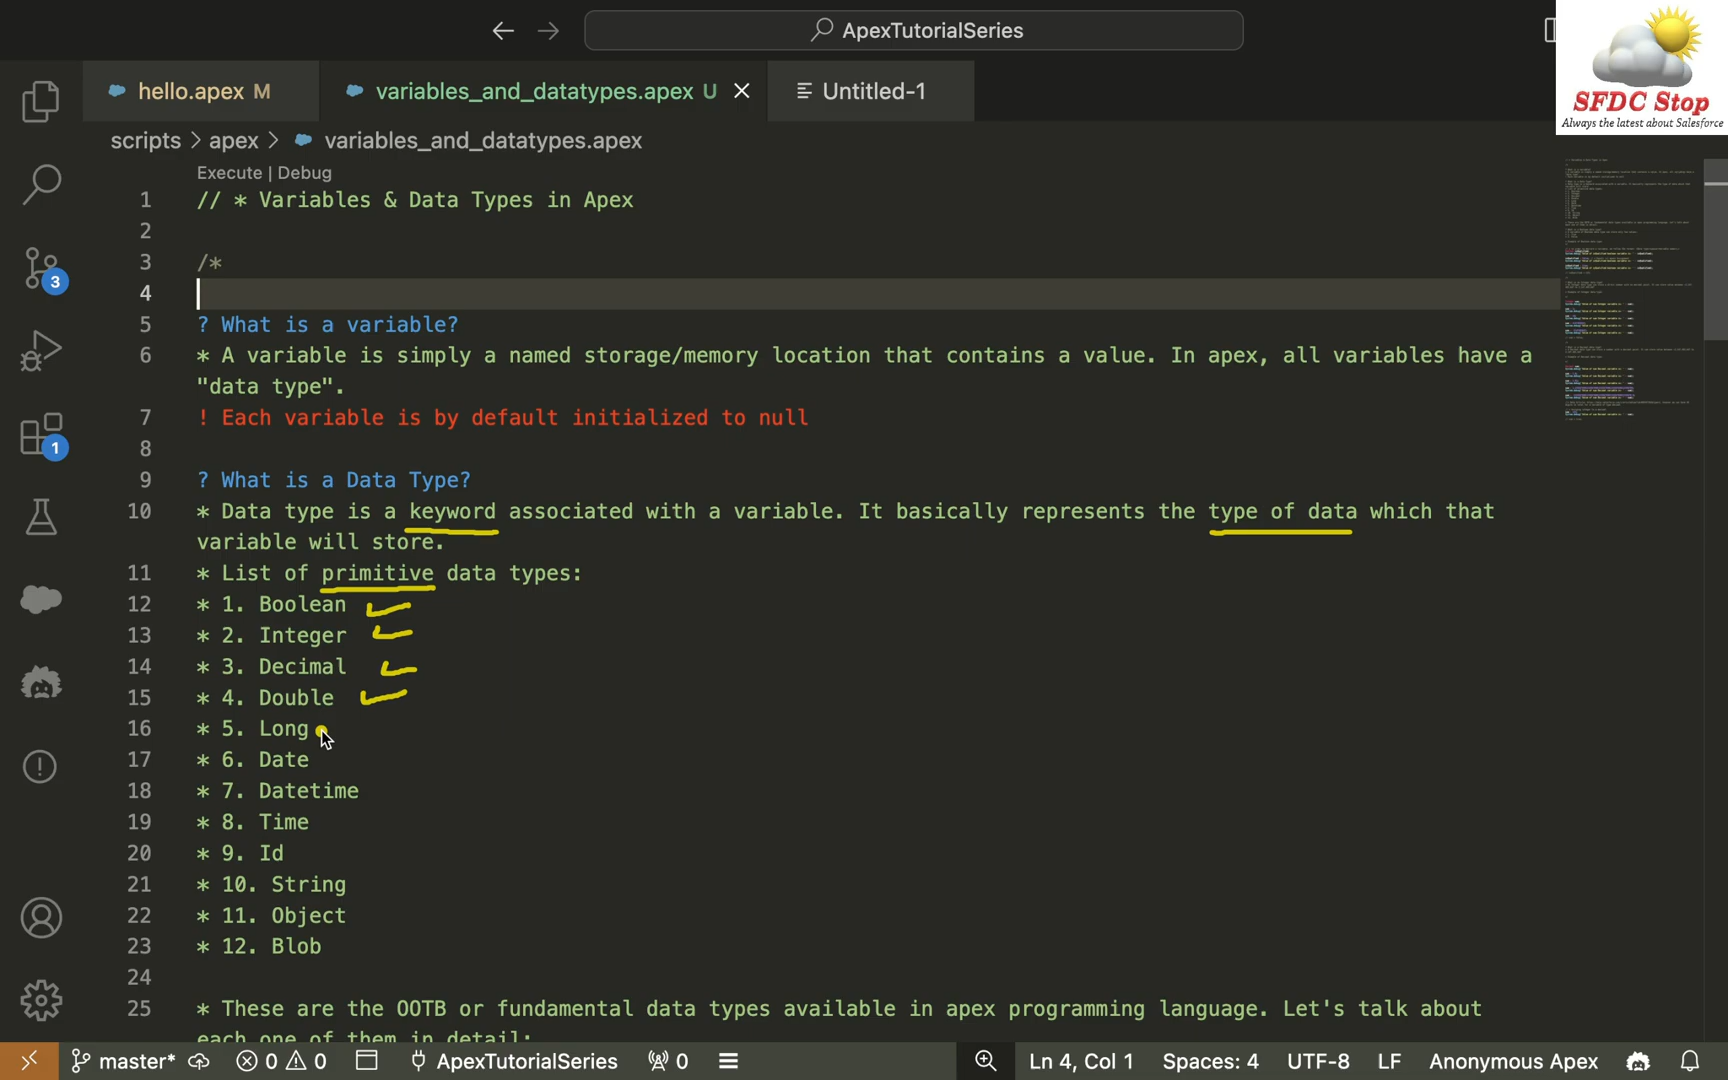 ApexTutorialSeries
SFDC Stop
Always the latest about Salesforce
hello.apex M
variables_and_datatypes.apex U
Untitled-1
scripts > apex > variables_and_datatypes.apex
Execute | Debug
1 // * Variables & Data Types in Apex
2
3 /*
4
5 ? What is a variable?
6 * A variable is simply a named storage/memory location that contains a value. In apex, all variables have a
"data type".
7 ! Each variable is by default initialized to null
8
9 ? What is a Data Type?
10 * Data type is a keyword associated with a variable. It basically represents the type of data which that
variable will store.
11 * List of primitive data types:
12 * 1. Boolean
13 * 2. Integer
14 * 3. Decimal
15 * 4. Double
16 * 5. Long
17 * 6. Date
18 * 7. Datetime
19 * 8. Time
20 * 9. Id
21 * 10. String
22 * 11. Object
23 * 12. Blob
24
25 * These are the OOTB or fundamental data types available in apex programming language. Let's talk about
each one of them in detail:
3
1
master* 0 0 ApexTutorialSeries 0 Ln 4, Col 1 Spaces: 4 UTF-8 LF Anonymous Apex